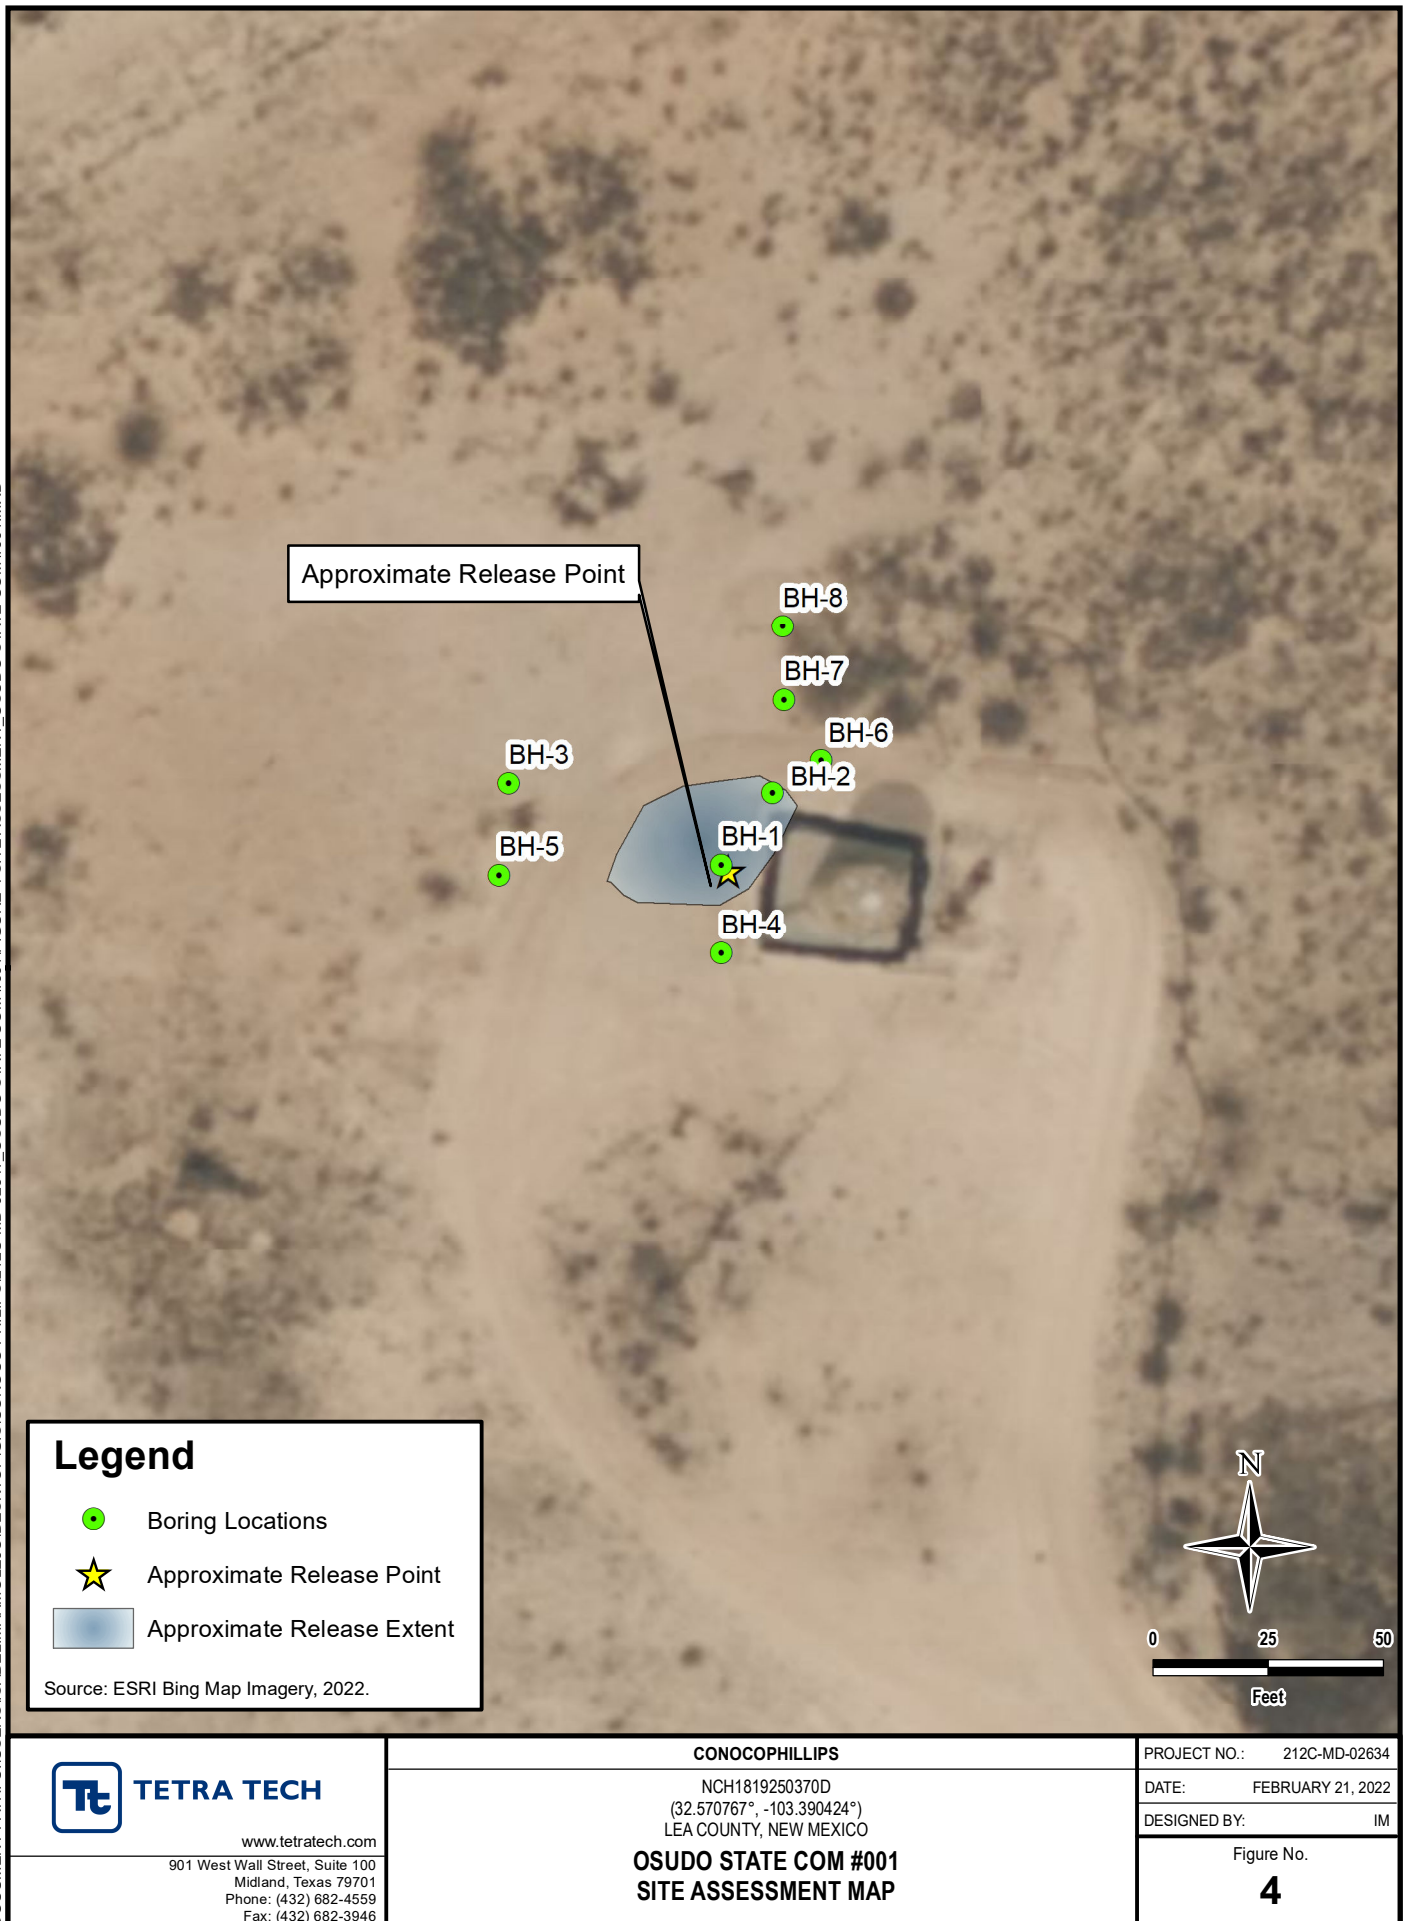 Approximate Release Point
BH-8
BH-7
BH-6
BH-3
BH-2
BH-1
BH-5
BH-4
Legend
Boring Locations
Approximate Release Point
Approximate Release Extent
Source: ESRI Bing Map Imagery, 2022.
N
0 25 50
Feet
Tt TETRA TECH
www.tetratech.com
901 West Wall Street, Suite 100
Midland, Texas 79701
Phone: (432) 682-4559
Fax: (432) 682-3946
CONOCOPHILLIPS
NCH1819250370D
(32.570767°, -103.390424°)
LEA COUNTY, NEW MEXICO
OSUDO STATE COM #001
SITE ASSESSMENT MAP
PROJECT NO.: 212C-MD-02634
DATE: FEBRUARY 21, 2022
DESIGNED BY: IM
Figure No.
4